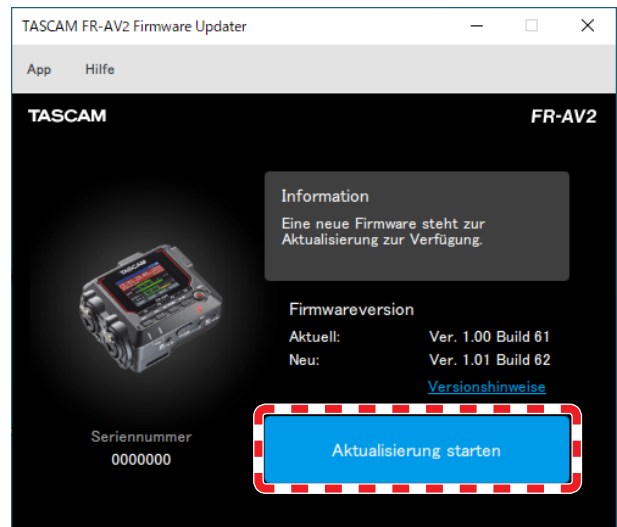 TASCAM FR-AV2 Firmware Updater
App Hilfe
TASCAM FR-AV2
Information
Eine neue Firmware steht zur
Aktualisierung zur Verfügung.
Firmwareversion
Aktuell: Ver. 1.00 Build 61
Neu: Ver. 1.01 Build 62
Versionshinweise
Seriennummer
0000000
Aktualisierung starten